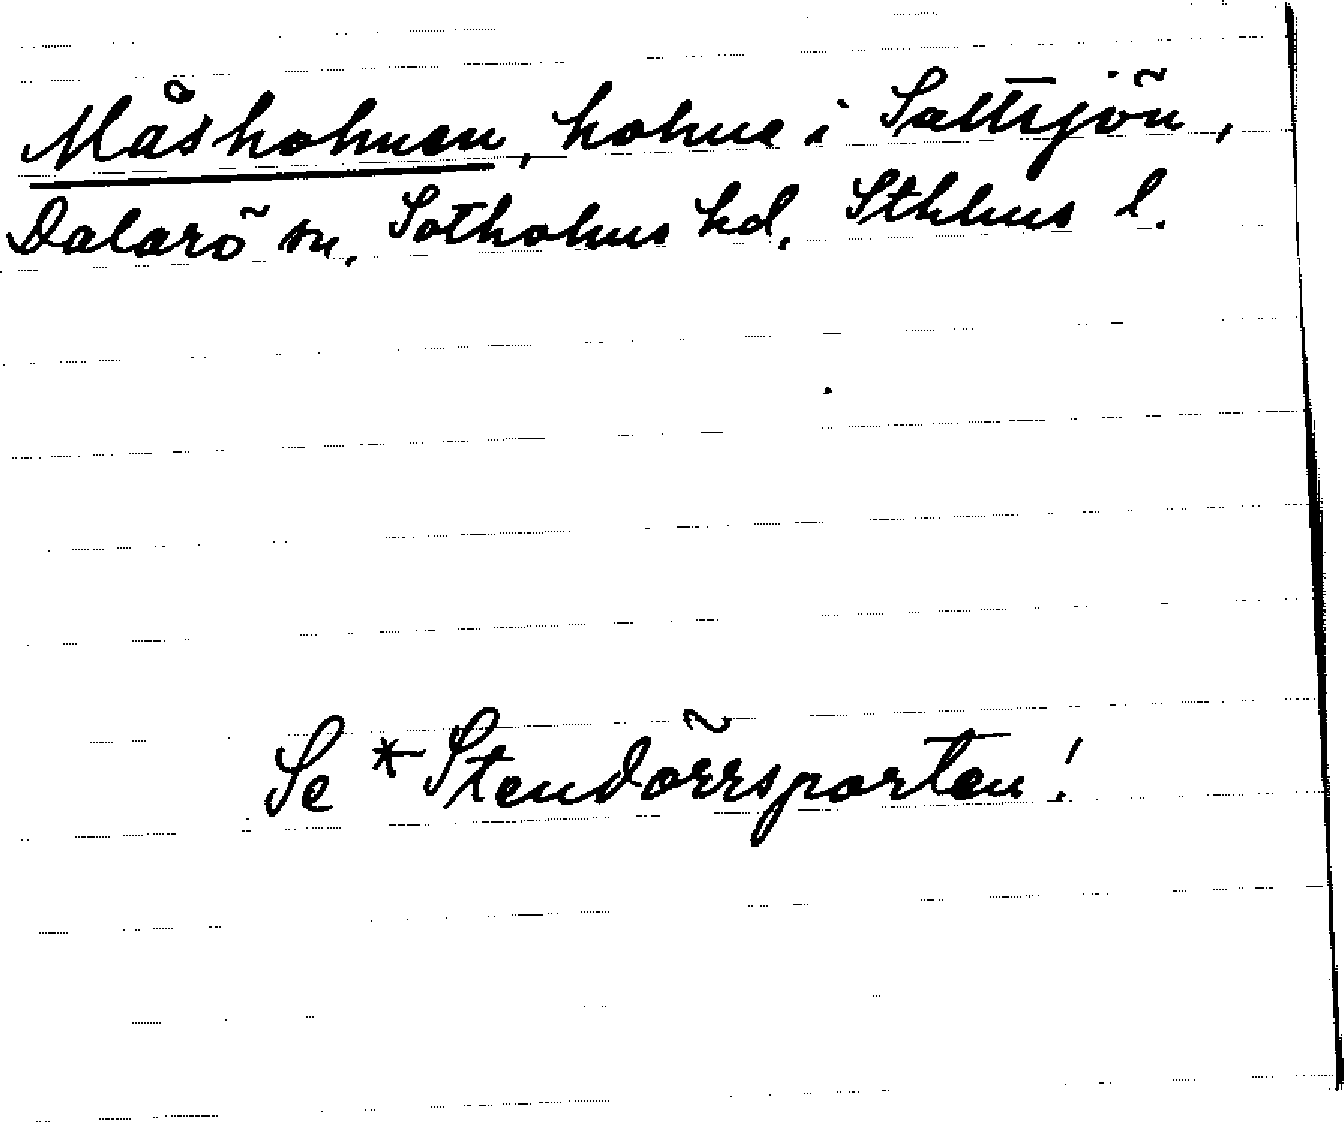 Måsholmen, holme i Saltsjön,
Dalarö sn, Sotholms hd, Sthlms l.
Se *Stendörrsporten!